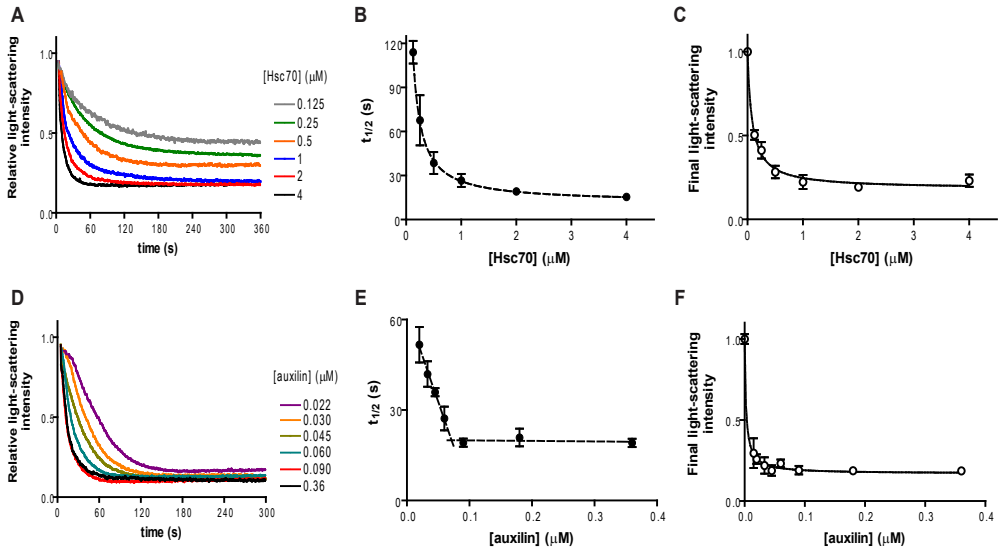 A
Relative light-scattering
intensity
1.0
0.5
0.0
0
60
120
180
240
300
360
time (s)
[Hsc70] (μM)
0.125
0.25
0.5
1
2
4
B
t1/2 (s)
120
90
60
30
0
0
1
2
3
4
[Hsc70] (μM)
C
Final light-scattering
intensity
1.0
0.5
0.0
0
1
2
3
4
[Hsc70] (μM)
D
Relative light-scattering
intensity
1.0
0.5
0.0
0
60
120
180
240
300
time (s)
[auxilin] (μM)
0.022
0.030
0.045
0.060
0.090
0.36
E
t1/2 (s)
60
40
20
0
0.0
0.1
0.2
0.3
0.4
[auxilin] (μM)
F
Final light-scattering
intensity
1.0
0.5
0.0
0.0
0.1
0.2
0.3
0.4
[auxilin] (μM)